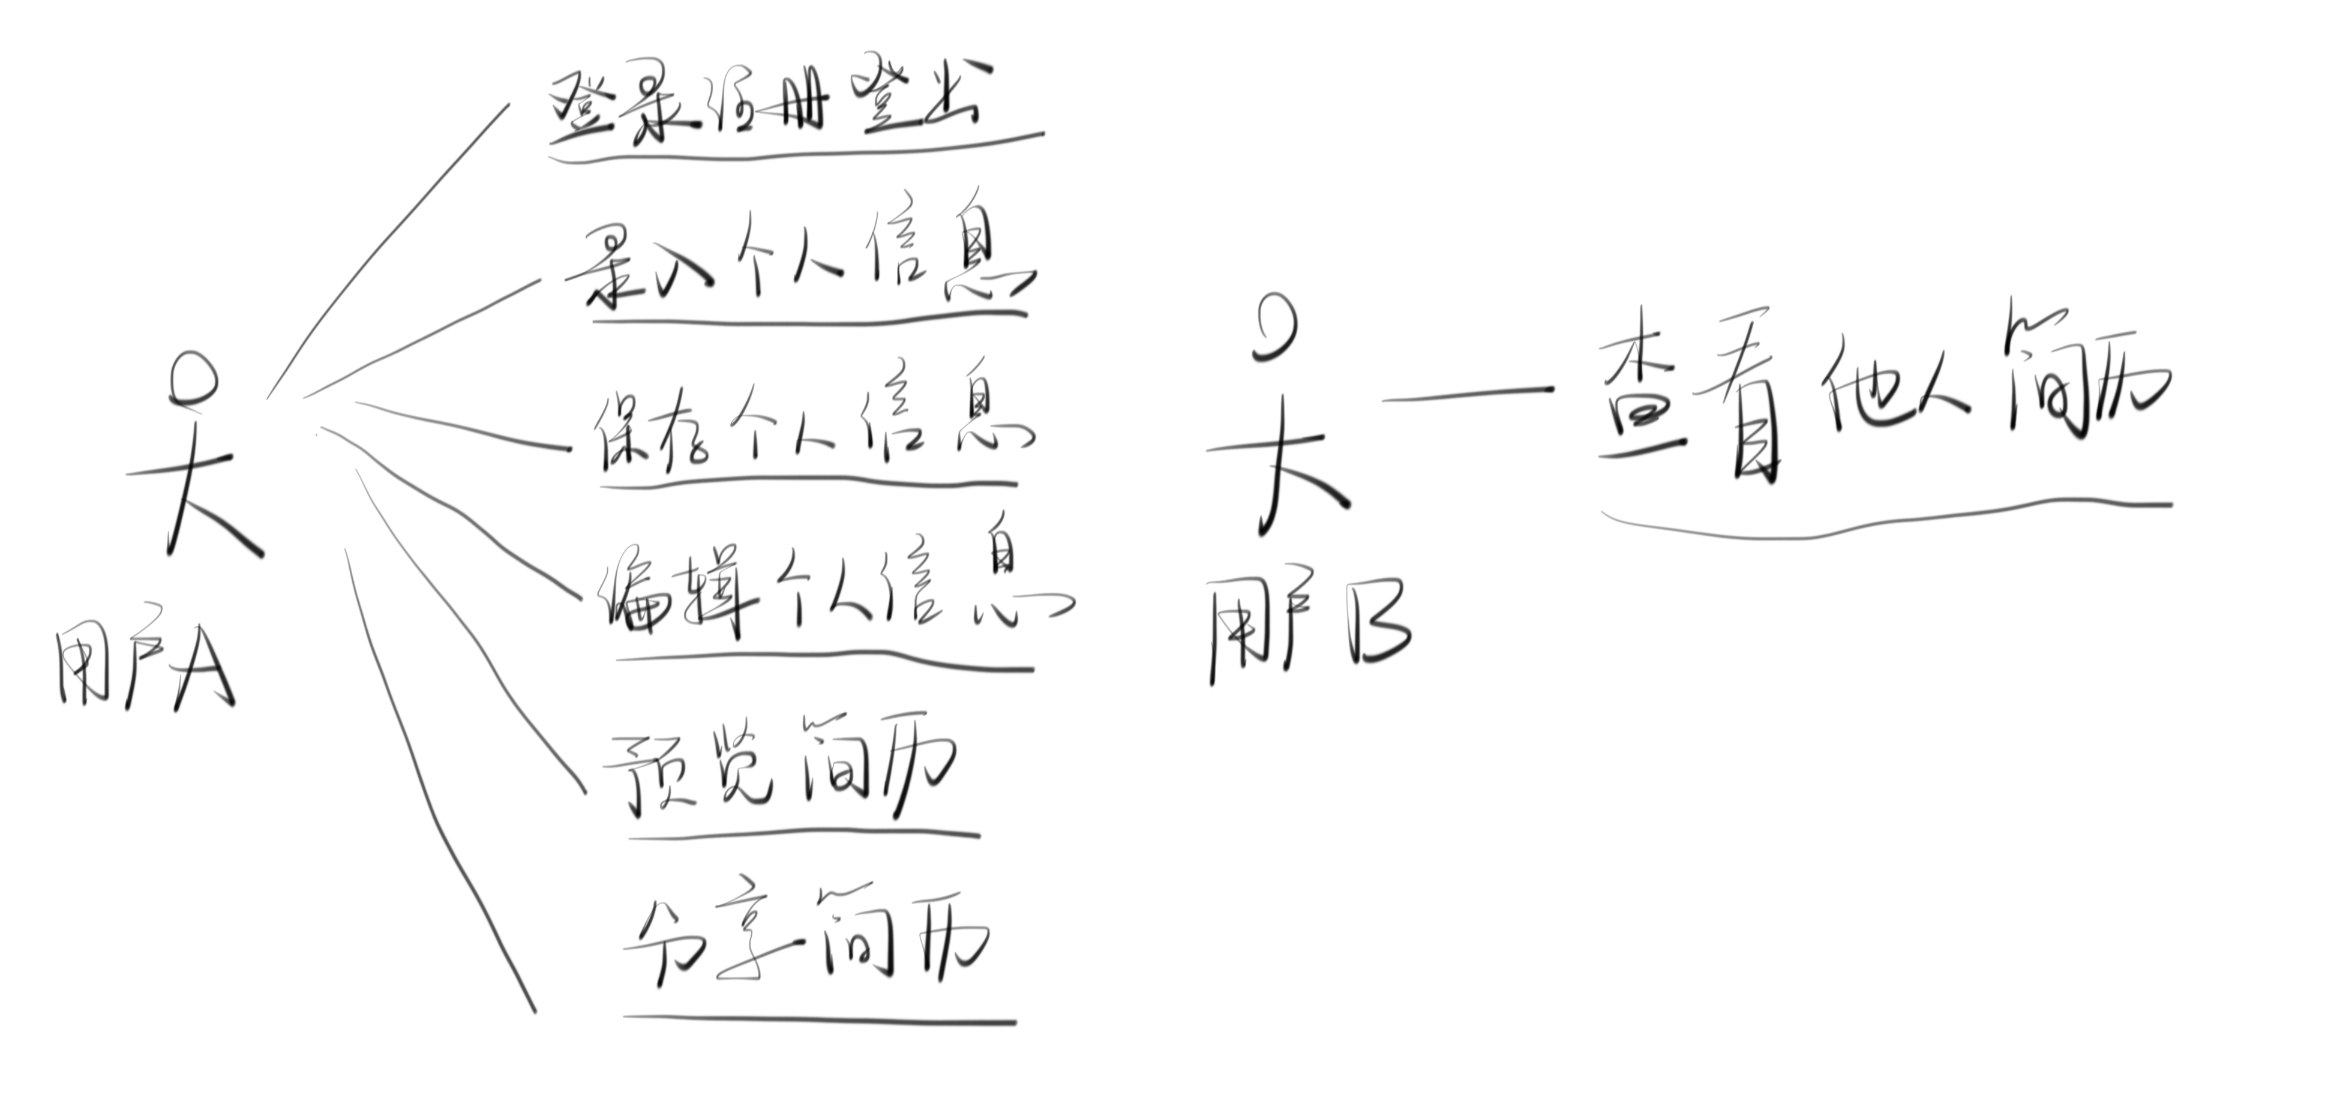 登录注册登出
录入个人信息
保存个人信息
编辑个人信息
预览简历
分享简历
用户A
查看他人简历
用户B